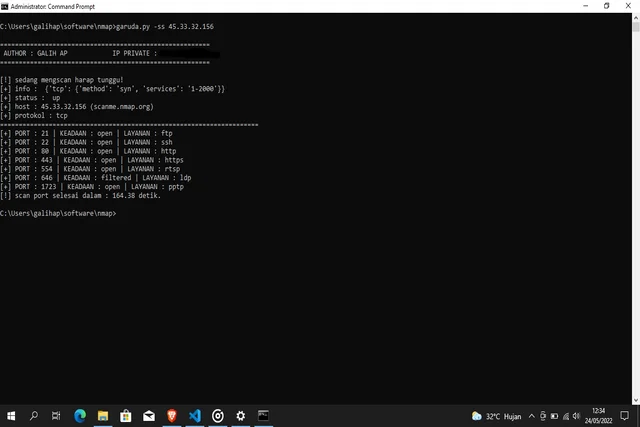 Administrator: Command Prompt
C:\Users\galihap\software\nmap>garuda.py -ss 45.33.32.156
=========================================================
AUTHOR : GALIH AP IP PRIVATE :
=========================================================
[!] sedang mengscan harap tunggu!
[+] info : {'tcp': {'method': 'syn', 'services': '1-2000'}}
[+] status : up
[+] host : 45.33.32.156 (scanme.nmap.org)
[+] protokol : tcp
======================================================================
[+] PORT : 21 | KEADAAN : open | LAYANAN : ftp
[+] PORT : 22 | KEADAAN : open | LAYANAN : ssh
[+] PORT : 80 | KEADAAN : open | LAYANAN : http
[+] PORT : 443 | KEADAAN : open | LAYANAN : https
[+] PORT : 554 | KEADAAN : open | LAYANAN : rtsp
[+] PORT : 646 | KEADAAN : filtered | LAYANAN : ldp
[+] PORT : 1723 | KEADAAN : open | LAYANAN : pptp
[!] scan port selesai dalam : 164.38 detik.
C:\Users\galihap\software\nmap>
32°C Hujan
12:34
24/05/2022